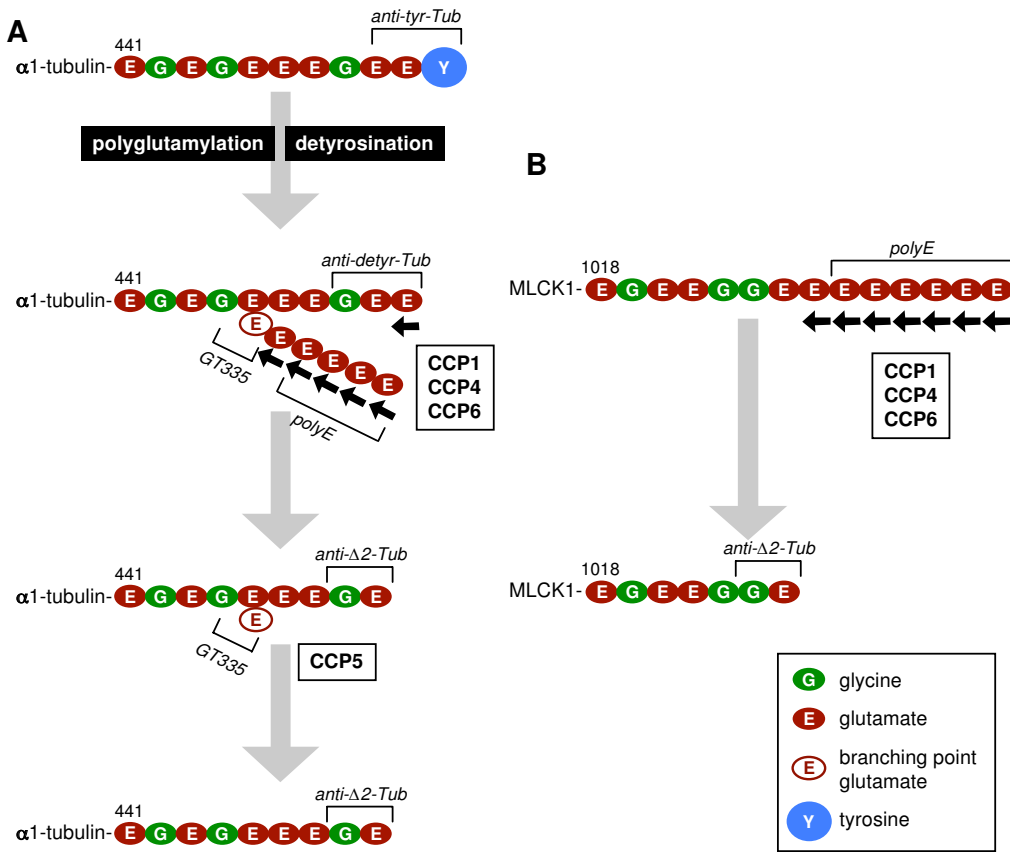 A
anti-tyr-Tub
441
α1-tubulin- E G E G E E E G E E Y
polyglutamylation detyrosination
anti-detyr-Tub
441
α1-tubulin- E G E G E E E G E E
E E E E E E
GT335
polyE
CCP1
CCP4
CCP6
anti-Δ2-Tub
441
α1-tubulin- E G E G E E E G E
E
GT335
CCP5
anti-Δ2-Tub
441
α1-tubulin- E G E G E E E G E
B
polyE
1018
MLCK1- E G E E G G E E E E E E E E
CCP1
CCP4
CCP6
anti-Δ2-Tub
1018
MLCK1- E G E E G G E
G glycine
E glutamate
E branching point
glutamate
Y tyrosine